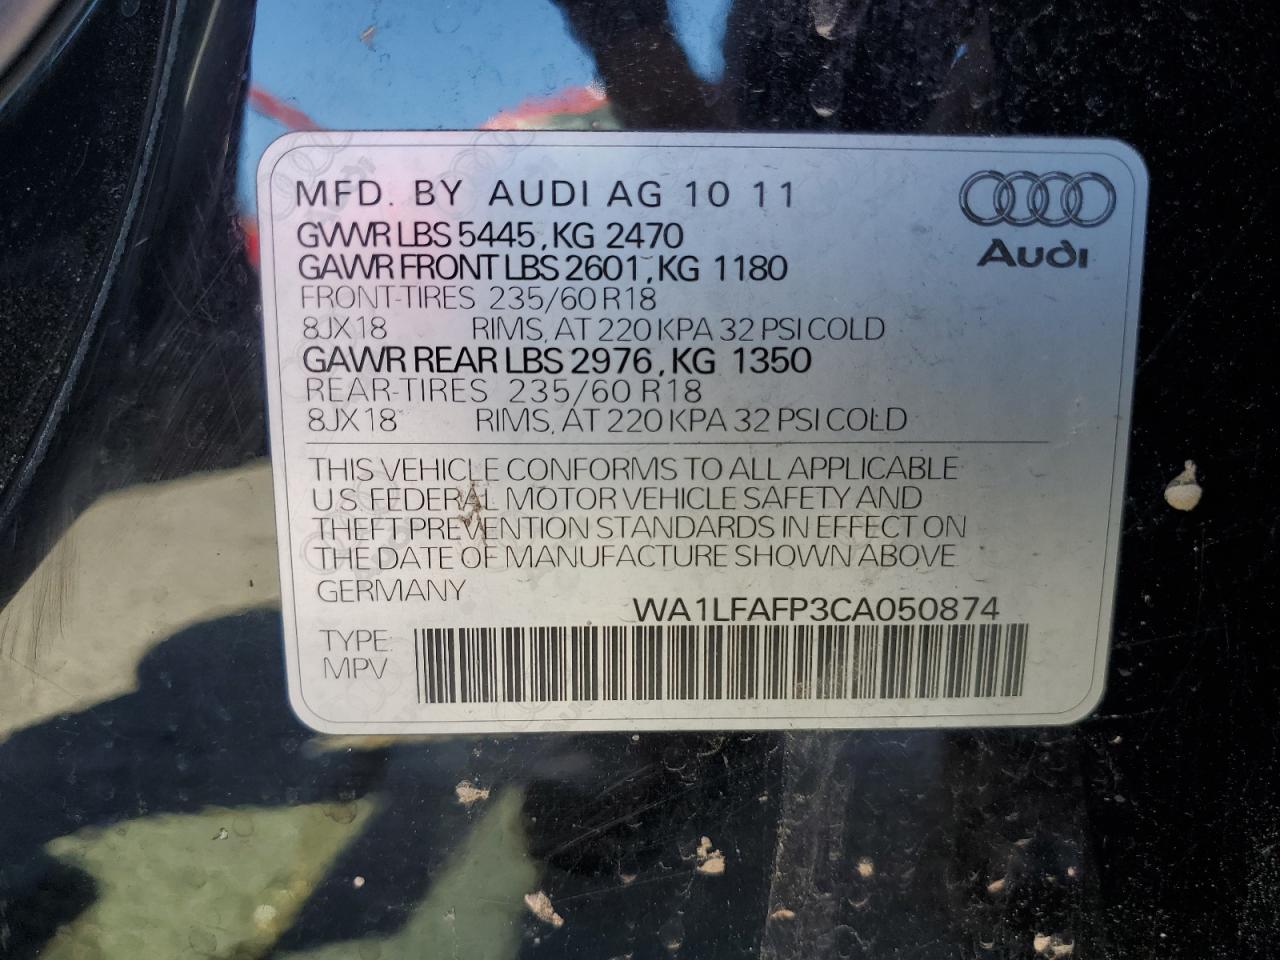 MFD. BY AUDI AG 10 11
Audi
GVWR LBS 5445, KG 2470
GAWR FRONT LBS 2601, KG 1180
FRONT-TIRES 235/60 R18
8JX18 RIMS, AT 220 KPA 32 PSI COLD
GAWR REAR LBS 2976, KG 1350
REAR-TIRES 235/60 R18
8JX18 RIMS, AT 220 KPA 32 PSI COLD
THIS VEHICLE CONFORMS TO ALL APPLICABLE
U.S. FEDERAL MOTOR VEHICLE SAFETY AND
THEFT PREVENTION STANDARDS IN EFFECT ON
THE DATE OF MANUFACTURE SHOWN ABOVE
GERMANY
WA1LFAFP3CA050874
TYPE:
MPV